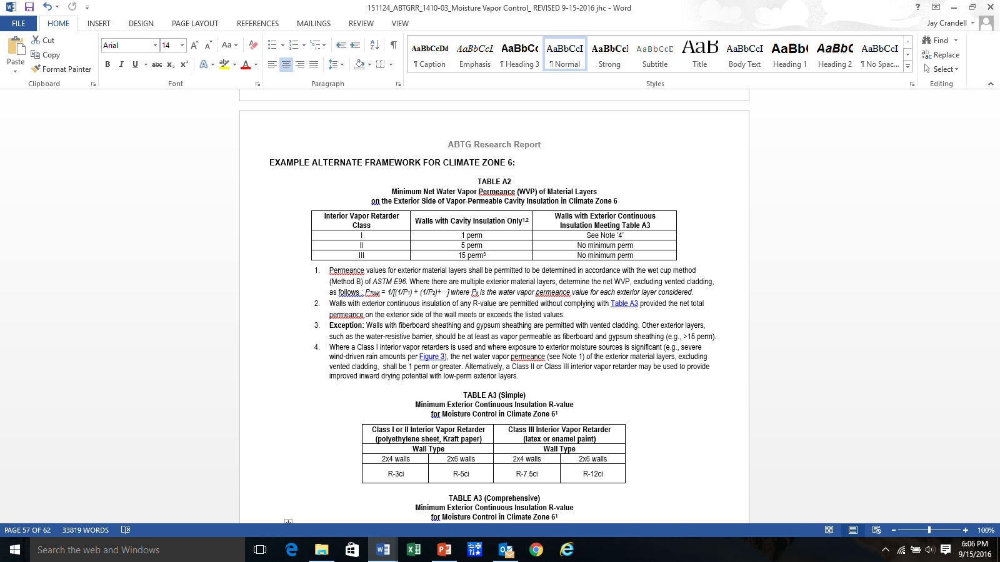 151124_ABTGRR_1410-03_Moisture Vapor Control_ REVISED 9-15-2016 jhc - Word
FILE HOME INSERT DESIGN PAGE LAYOUT REFERENCES MAILINGS REVIEW VIEW Jay Crandell
Paste
Cut
Copy
Format Painter
Clipboard
Arial 14
Font
Paragraph
AaBbCcDd AaBbCcI AaBbCc AaBbCcI AaBbCcI AaBbCcD AaB AaBbCcI AaBb( AaBbC AaBbCcI
¶ Caption Emphasis ¶ Heading 3 ¶ Normal Strong Subtitle Title Body Text Heading 1 Heading 2 ¶ No Spac...
Styles
Find
Replace
Select
Editing
ABTG Research Report
EXAMPLE ALTERNATE FRAMEWORK FOR CLIMATE ZONE 6:
TABLE A2
Minimum Net Water Vapor Permeance (WVP) of Material Layers
on the Exterior Side of Vapor-Permeable Cavity Insulation in Climate Zone 6
Interior Vapor Retarder Class Walls with Cavity Insulation Only1,2 Walls with Exterior Continuous Insulation Meeting Table A3
I 1 perm See Note ‘4’
II 5 perm No minimum perm
III 15 perm3 No minimum perm
1. Permeance values for exterior material layers shall be permitted to be determined in accordance with the wet cup method
(Method B) of ASTM E96. Where there are multiple exterior material layers, determine the net WVP, excluding vented cladding,
as follows : PTotal = 1/[(1/P1) + (1/P2)+···] where Px is the water vapor permeance value for each exterior layer considered.
2. Walls with exterior continuous insulation of any R-value are permitted without complying with Table A3 provided the net total
permeance on the exterior side of the wall meets or exceeds the listed values.
3. Exception: Walls with fiberboard sheathing and gypsum sheathing are permitted with vented cladding. Other exterior layers,
such as the water-resistive barrier, should be at least as vapor permeable as fiberboard and gypsum sheathing (e.g., >15 perm).
4. Where a Class I interior vapor retarders is used and where exposure to exterior moisture sources is significant (e.g., severe
wind-driven rain amounts per Figure 3), the net water vapor permeance (see Note 1) of the exterior material layers, excluding
vented cladding, shall be 1 perm or greater. Alternatively, a Class II or Class III interior vapor retarder may be used to provide
improved inward drying potential with low-perm exterior layers.
TABLE A3 (Simple)
Minimum Exterior Continuous Insulation R-value
for Moisture Control in Climate Zone 61
Class I or II Interior Vapor Retarder (polyethylene sheet, Kraft paper) Class III Interior Vapor Retarder (latex or enamel paint)
Wall Type Wall Type
2x4 walls 2x6 walls 2x4 walls 2x6 walls
R-3ci R-5ci R-7.5ci R-12ci
TABLE A3 (Comprehensive)
Minimum Exterior Continuous Insulation R-value
for Moisture Control in Climate Zone 61
PAGE 57 OF 62 33819 WORDS 100%
Search the web and Windows
6:06 PM
9/15/2016